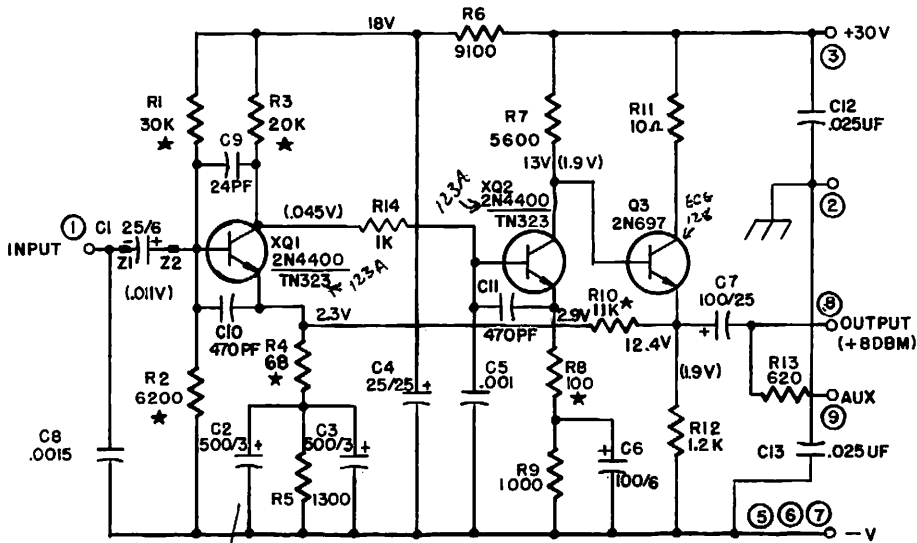 18V
R6
9100
+30V
③
R1
30K
★
R3
20K
★
C9
24PF
R7
5600
R11
10Ω
C12
.025UF
13V (1.9V)
123A
XQ2
2N4400
TN323
Q3
2N697
ECG
128
②
①
INPUT
C1 25/6
+
Z1
Z2
(.011V)
(.045V)
R14
1K
XQ1
2N4400
TN323
123A
C10
470PF
2.3V
C11
470PF
2.9V
R10★
11K
12.4V
C7
100/25
+
8
OUTPUT
(+8DBM)
R4
68
★
C4
25/25
+
C5
.001
R8
100
★
(1.9V)
R13
620
AUX
⑨
R2
6200
★
C8
.0015
C2
500/3
+
C3
500/3
+
R5
1300
R9
1000
C6
100/6
+
R12
1.2K
C13
.025UF
⑤ ⑥ ⑦
-V